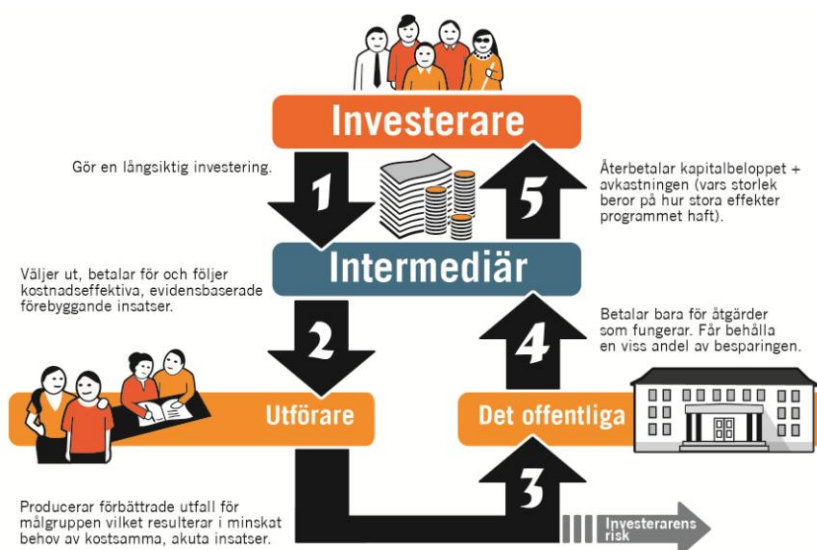 Investerare
Gör en långsiktig investering.
1
5
Återbetalar kapitalbeloppet +
avkastningen (vars storlek
beror på hur stora effekter
programmet haft).
Intermediär
Väljer ut, betalar för och följer
kostnadseffektiva, evidensbaserade
förebyggande insatser.
2
4
Betalar bara för åtgärder
som fungerar. Får behålla
en viss andel av besparingen.
Utförare
Det offentliga
3
Producerar förbättrade utfall för
målgruppen vilket resulterar i minskat
behov av kostsamma, akuta insatser.
Investerarens
risk